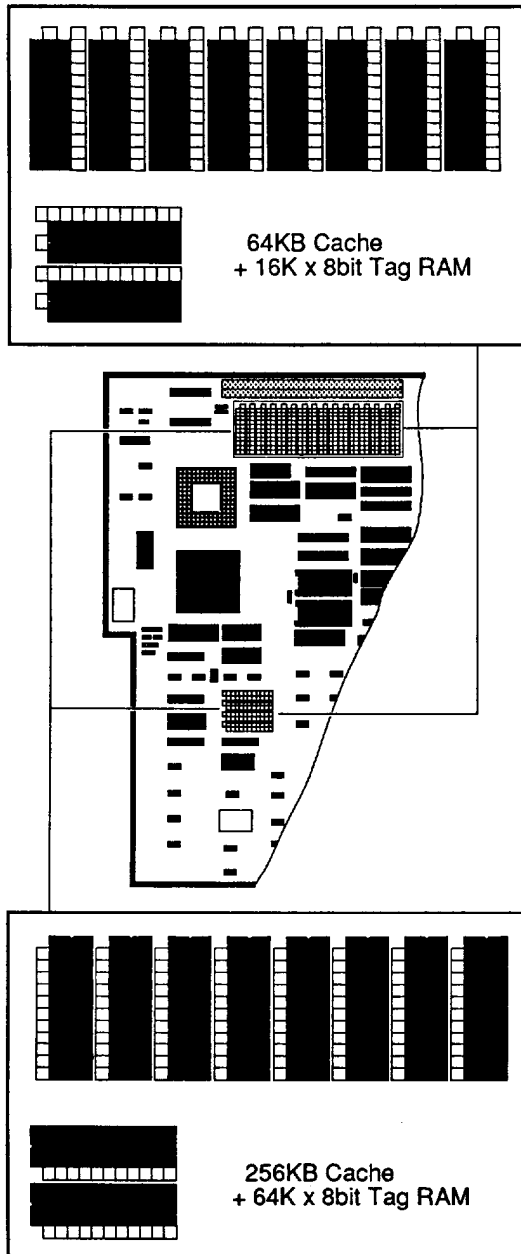 64KB Cache
+ 16K x 8bit Tag RAM
256KB Cache
+ 64K x 8bit Tag RAM